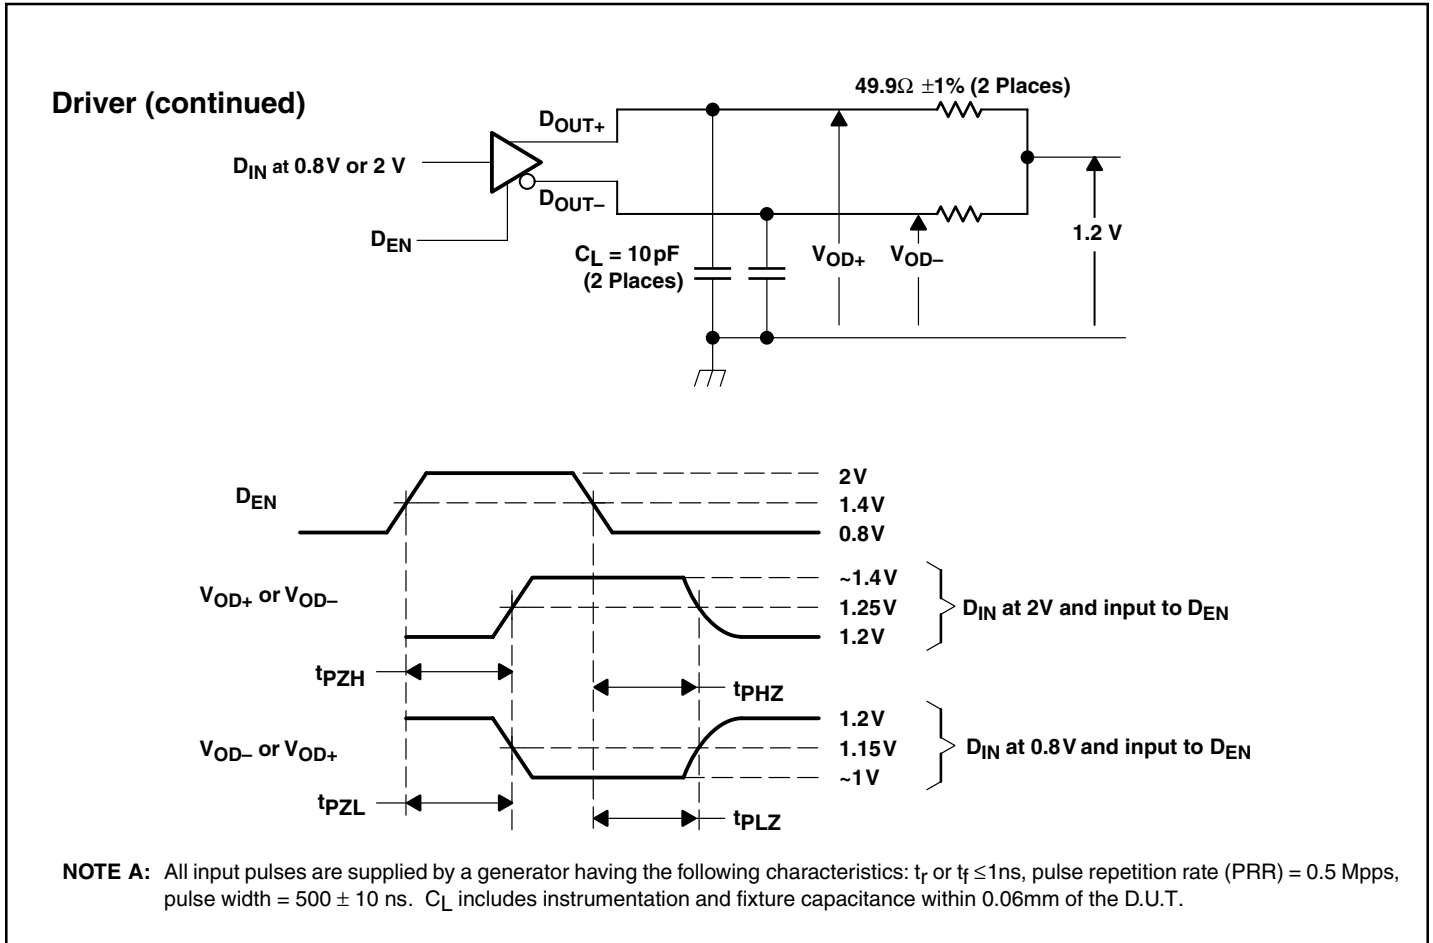 Driver (continued)
49.9Ω ±1% (2 Places)
DOUT+
DIN at 0.8V or 2 V
DOUT–
DEN
CL = 10pF
(2 Places)
VOD+
VOD–
1.2 V
DEN
2V
1.4V
0.8V
VOD+ or VOD–
~1.4V
1.25V
1.2V
DIN at 2V and input to DEN
tPZH
tPHZ
VOD– or VOD+
1.2V
1.15V
~1V
DIN at 0.8V and input to DEN
tPZL
tPLZ
NOTE A: All input pulses are supplied by a generator having the following characteristics: tr or tf ≤1ns, pulse repetition rate (PRR) = 0.5 Mpps,
pulse width = 500 ± 10 ns. CL includes instrumentation and fixture capacitance within 0.06mm of the D.U.T.